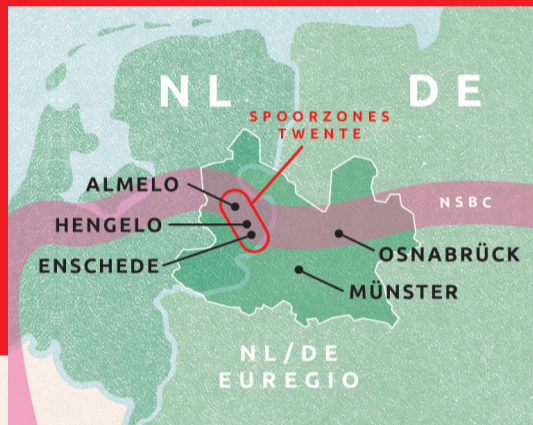 NL
DE
SPOORZONES
TWENTE
ALMELO
HENGELO
ENSCHEDE
NSBC
OSNABRÜCK
MÜNSTER
NL/DE
EUREGIO